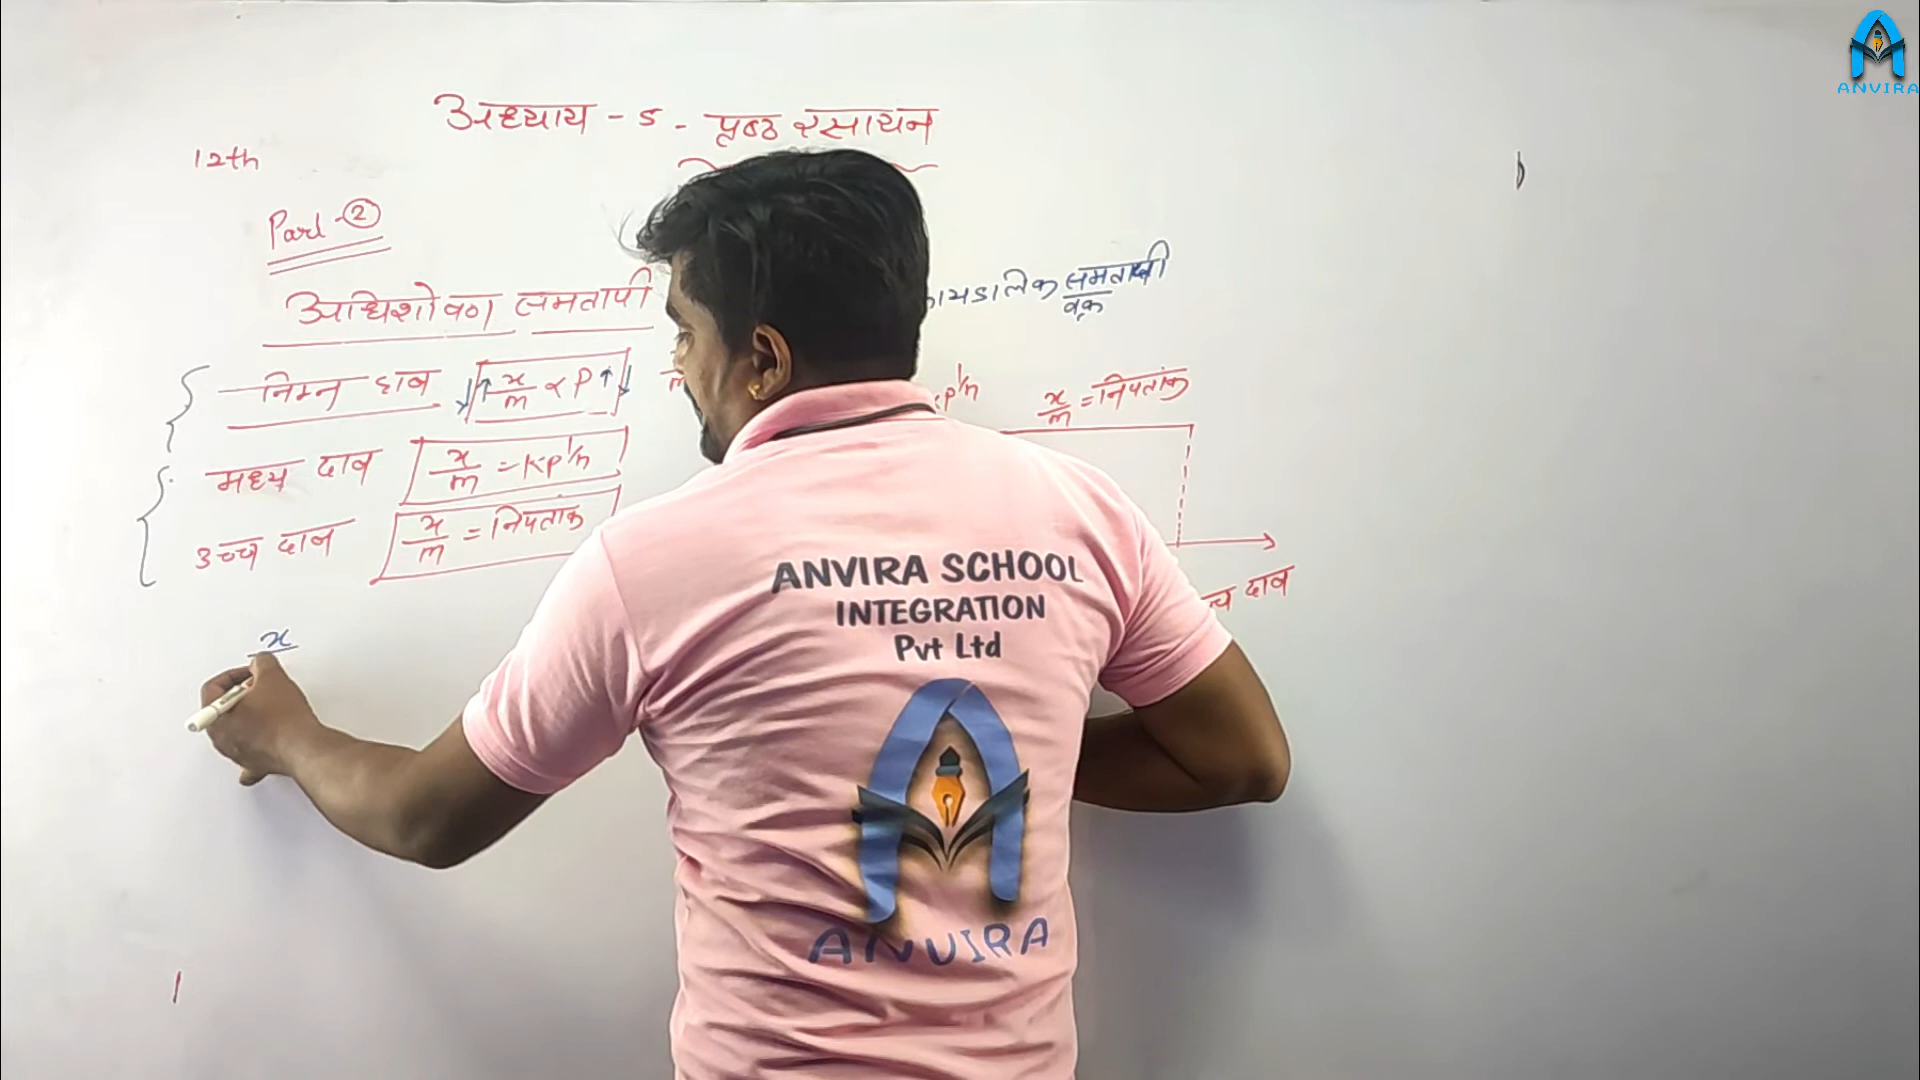 ANVIRA
अध्याय - 5 - पृष्ठ रसायन
12th
Part - ②
अधिशोषण समतापी
समतापी
वक्र
निम्न दाब x/m ∝ P
मध्य दाब x/m = KP^1/n
उच्च दाब x/m = नियतांक
P^1/n
x/m = नियतांक
दाब
x
ANVIRA SCHOOL
INTEGRATION
Pvt Ltd
ANVIRA